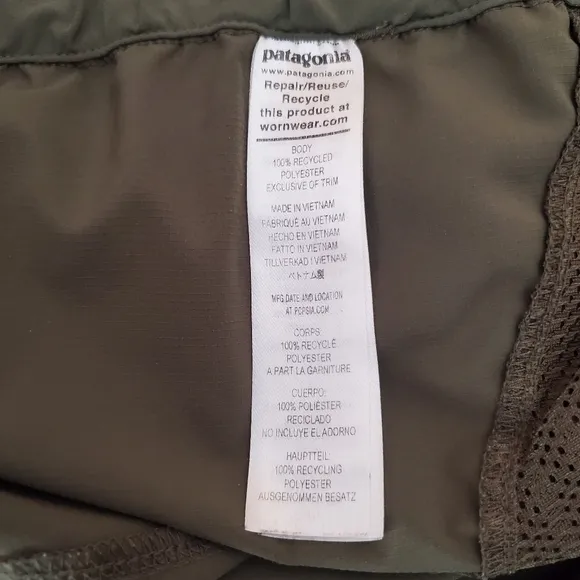 patagonia
www.patagonia.com
Repair/Reuse/
Recycle
this product at
wornwear.com
BODY
100% RECYCLED
POLYESTER
EXCLUSIVE OF TRIM
MADE IN VIETNAM
FABRIQUÉ AU VIETNAM
HECHO EN VIETNAM
FATTO IN VIETNAM
TILLVERKAD I VIETNAM
ベトナム製
MFG DATE AND LOCATION
AT PCPSIA.COM
CORPS:
100% RECYCLÉ
POLYESTER
A PART LA GARNITURE
CUERPO:
100% POLIÉSTER
RECICLADO
NO INCLUYE EL ADORNO
HAUPTTEIL:
100% RECYCLING
POLYESTER
AUSGENOMMEN BESATZ